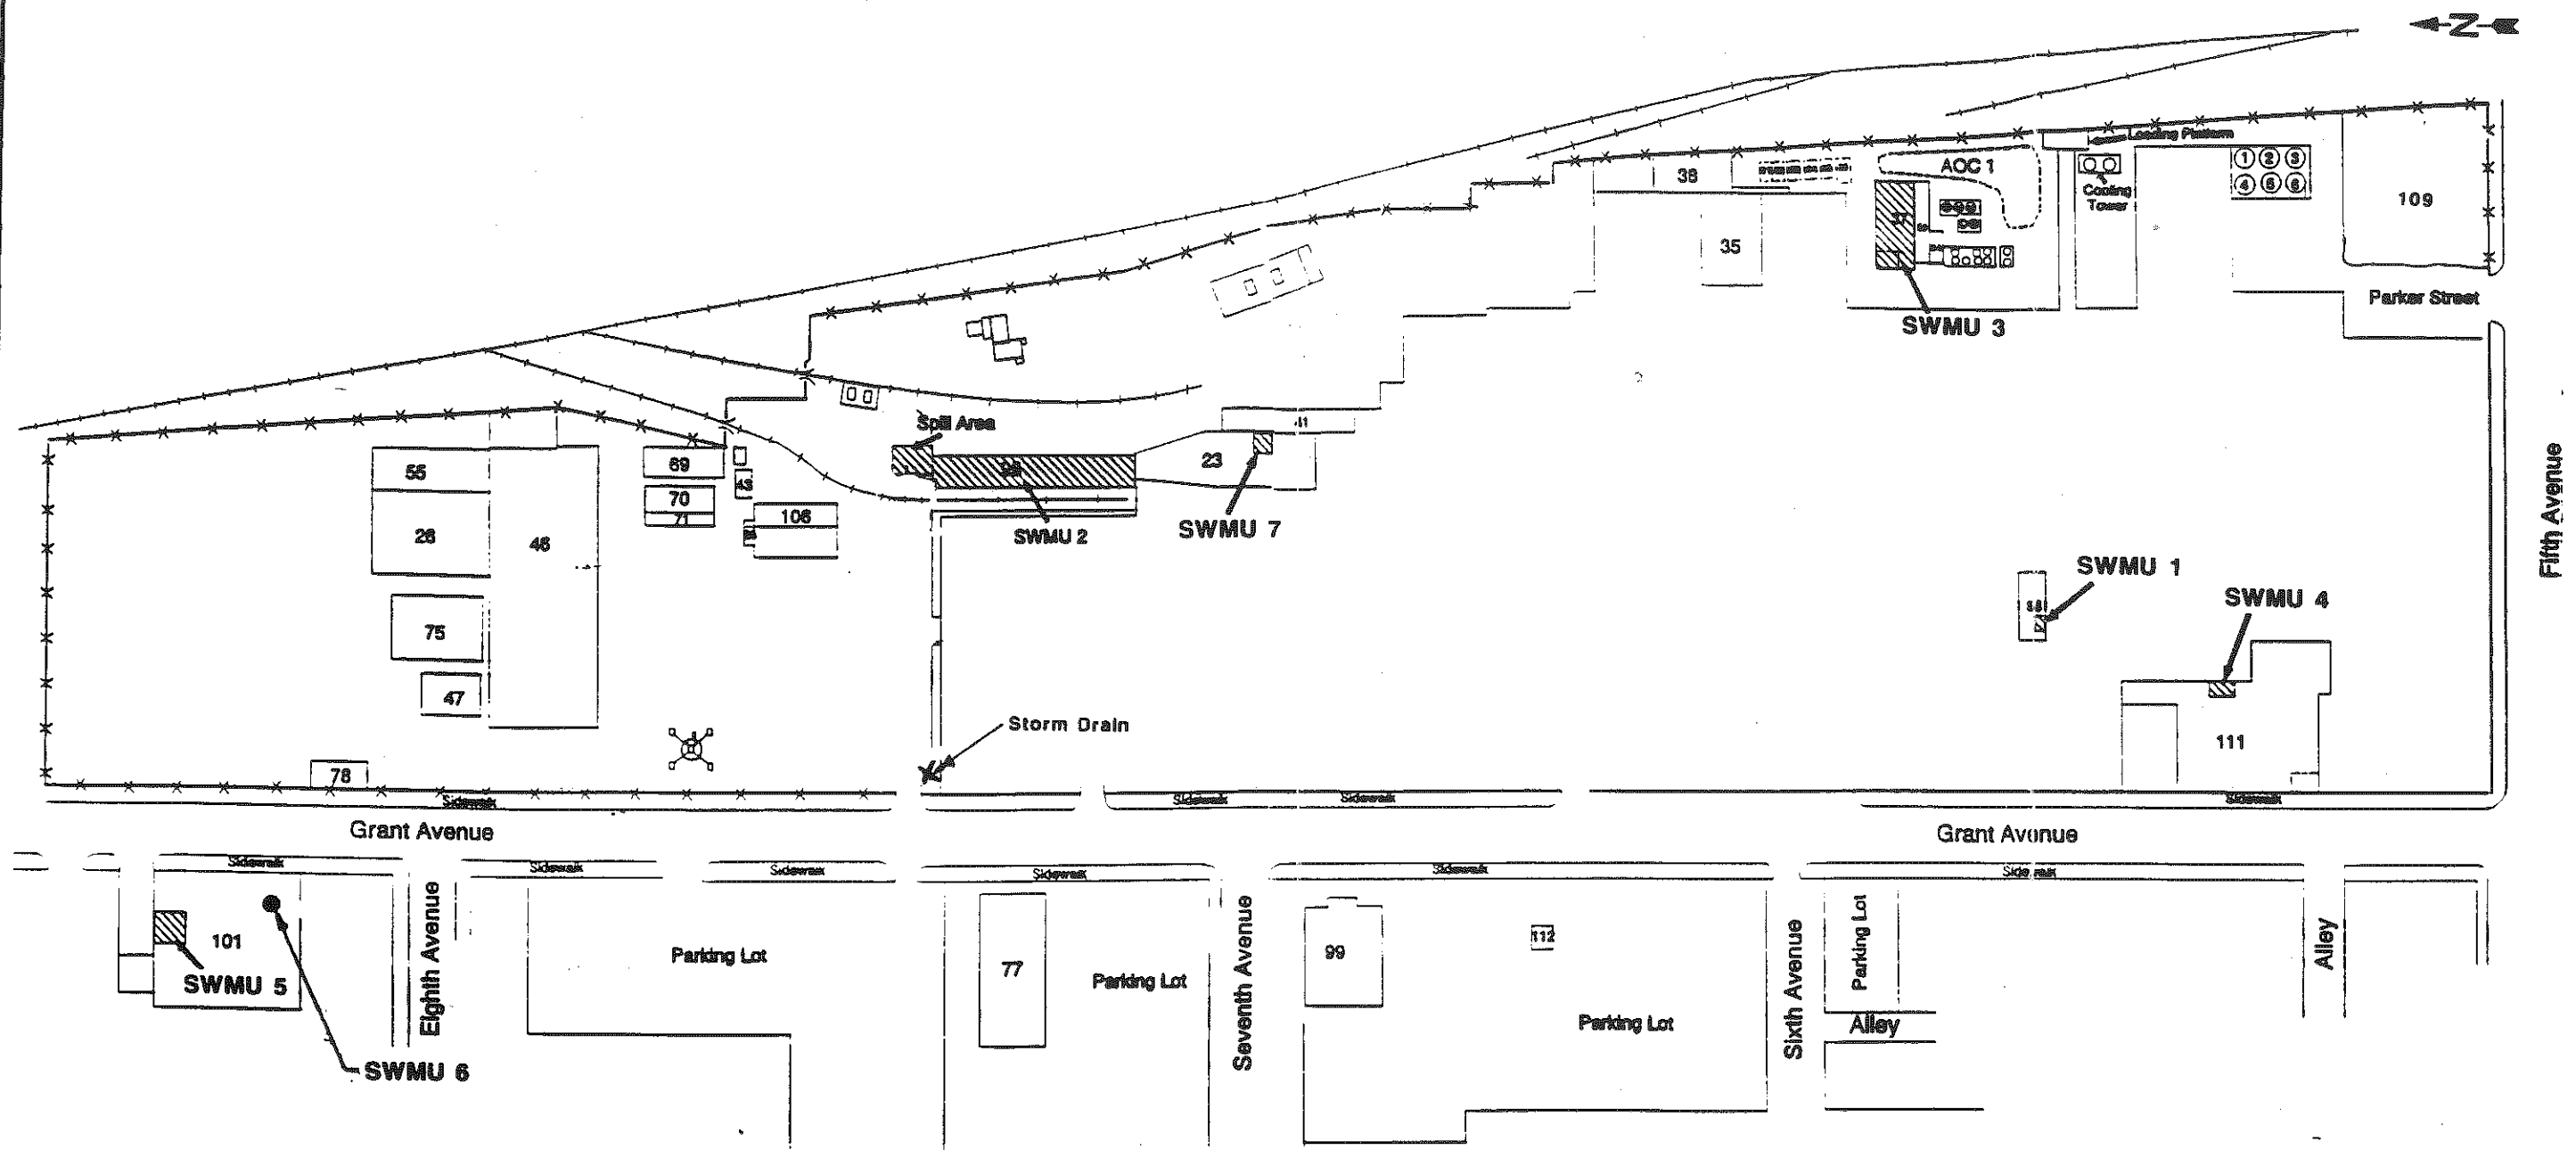 N
Loading Platform
AOC 1
1 2 3
4 5 6
Cooling
Tower
38
37
35
109
Parker Street
SWMU 3
Spill Area
41
23
55
69
43
70
71
106
26
46
SWMU 2
SWMU 7
Fifth Avenue
SWMU 1
SWMU 4
75
47
Storm Drain
111
78
Sidewalk
Sidewalk
Sidewalk
Sidewalk
Grant Avenue
Grant Avenue
Sidewalk
Sidewalk
Sidewalk
Sidewalk
Sidewalk
Sidewalk
101
SWMU 5
SWMU 6
Eighth Avenue
Parking Lot
77
Parking Lot
Seventh Avenue
99
112
Parking Lot
Sixth Avenue
Parking Lot
Alley
Alley